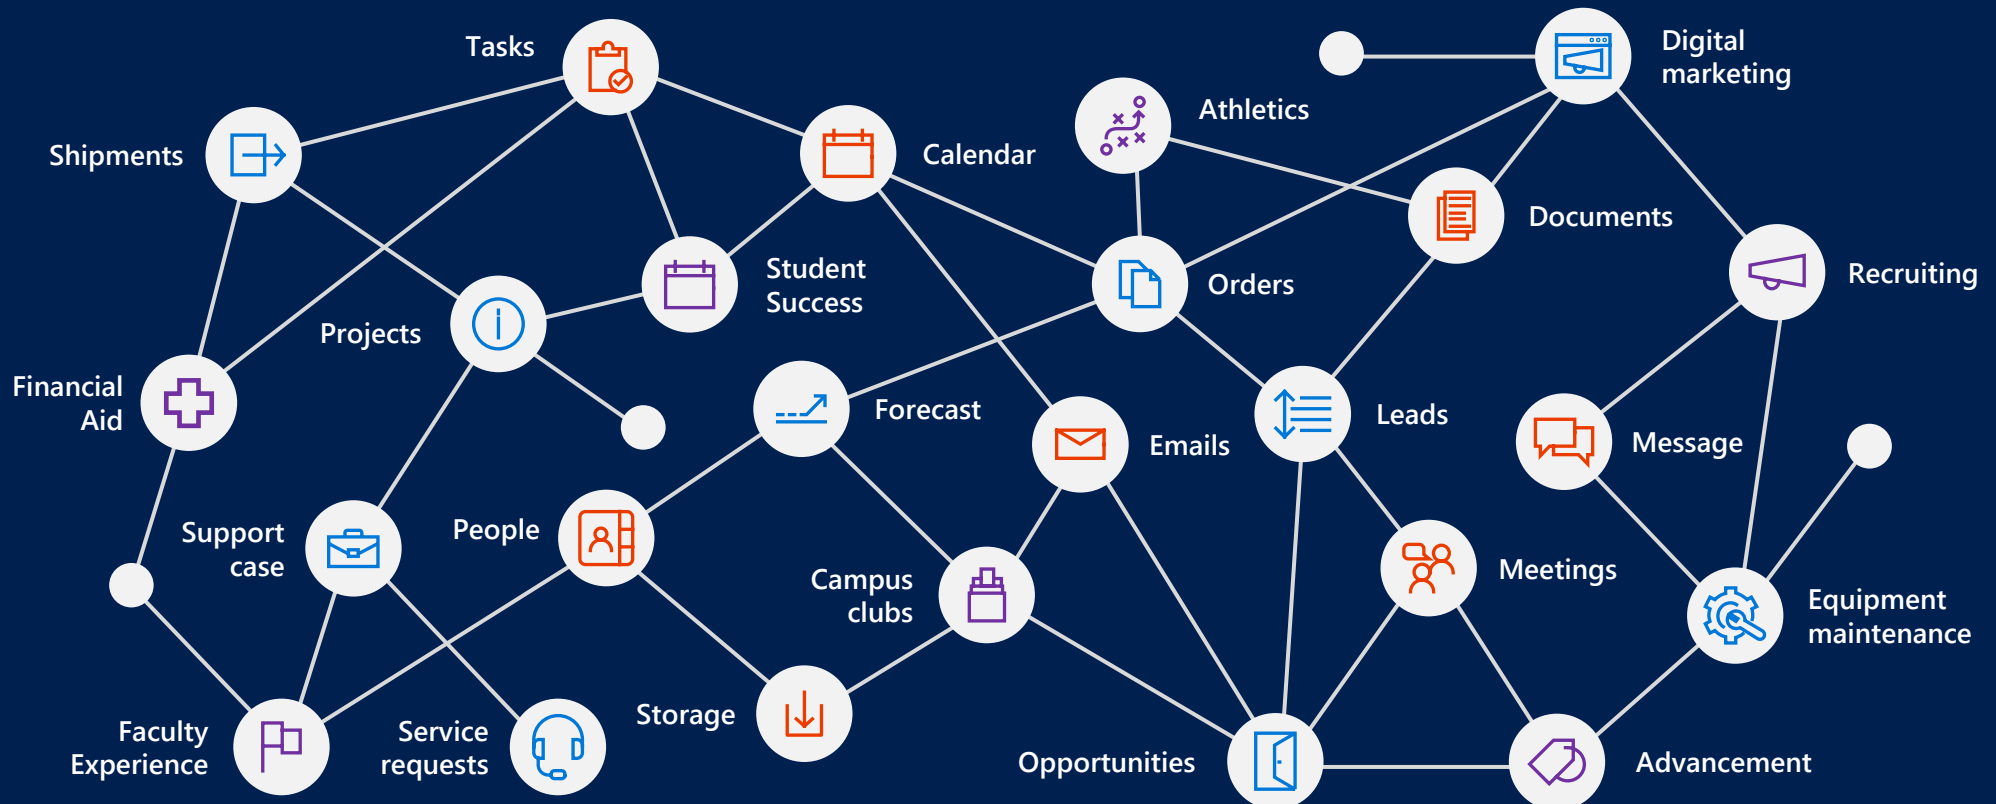 Tasks
Digital
marketing
Athletics
Shipments
Calendar
Documents
Student
Success
Orders
Recruiting
Projects
Financial
Aid
Forecast
Emails
Leads
Message
Support
case
People
Campus
clubs
Meetings
Equipment
maintenance
Faculty
Experience
Service
requests
Storage
Opportunities
Advancement